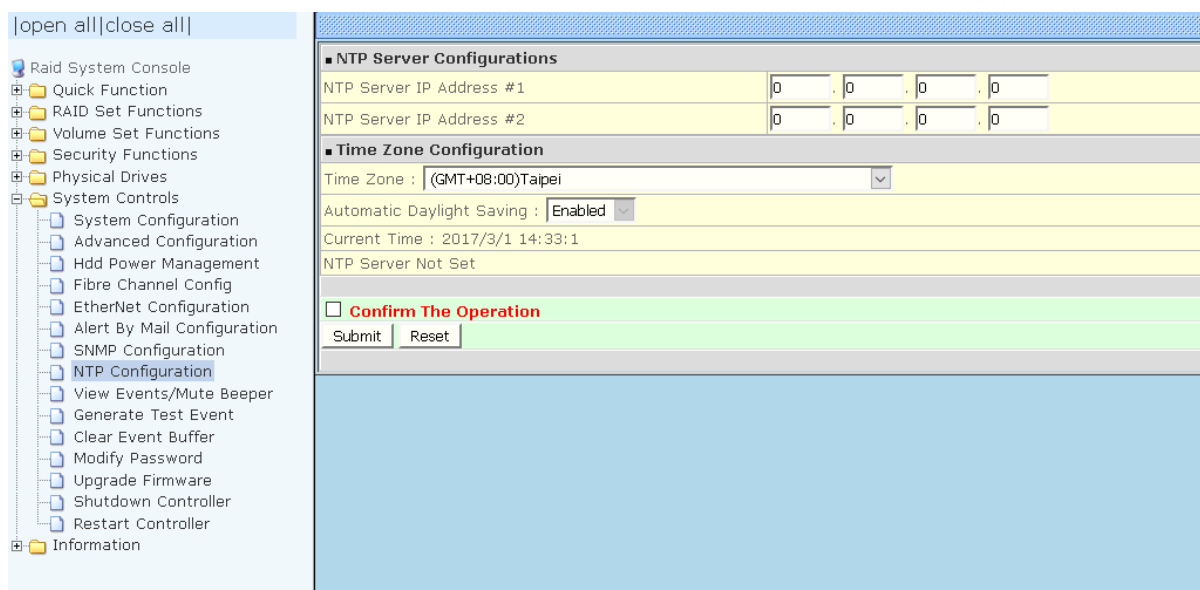 |open all|close all|
Raid System Console
Quick Function
RAID Set Functions
Volume Set Functions
Security Functions
Physical Drives
System Controls
System Configuration
Advanced Configuration
Hdd Power Management
Fibre Channel Config
EtherNet Configuration
Alert By Mail Configuration
SNMP Configuration
NTP Configuration
View Events/Mute Beeper
Generate Test Event
Clear Event Buffer
Modify Password
Upgrade Firmware
Shutdown Controller
Restart Controller
Information
NTP Server Configurations
NTP Server IP Address #1 0 . 0 . 0 . 0
NTP Server IP Address #2 0 . 0 . 0 . 0
Time Zone Configuration
Time Zone : (GMT+08:00)Taipei
Automatic Daylight Saving : Enabled
Current Time : 2017/3/1 14:33:1
NTP Server Not Set
Confirm The Operation
Submit Reset